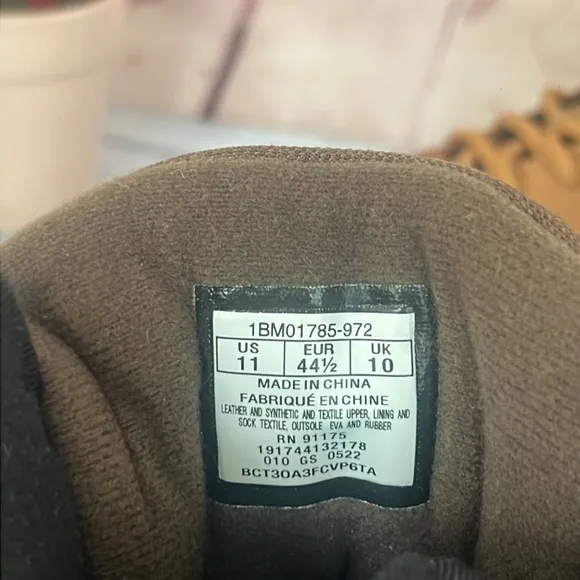 1BM01785-972
US EUR UK
11 44½ 10
MADE IN CHINA
FABRIQUÉ EN CHINE
LEATHER AND SYNTHETIC AND TEXTILE UPPER, LINING AND
SOCK TEXTILE, OUTSOLE EVA AND RUBBER
RN 91175
191744132178
010 GS 0522
BCT30A3FCVP6TA